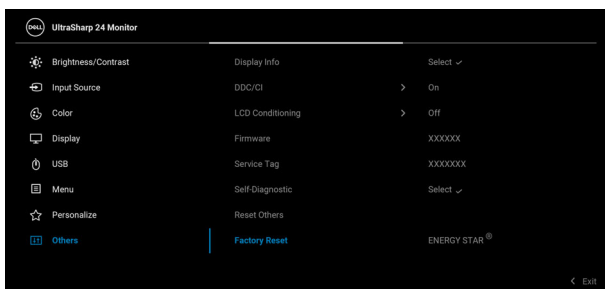 DELL UltraSharp 24 Monitor
Brightness/Contrast Display Info Select ✓
Input Source DDC/CI > On
Color LCD Conditioning > Off
Display Firmware XXXXXX
USB Service Tag XXXXXXX
Menu Self-Diagnostic Select ✓
Personalize Reset Others
Others Factory Reset ENERGY STAR®
< Exit